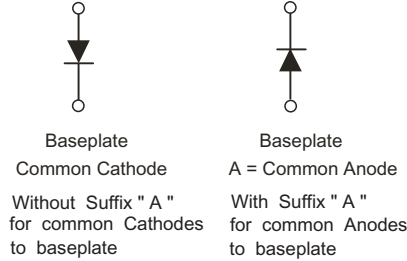 Baseplate
Common Cathode
Without Suffix " A "
for common Cathodes
to baseplate
Baseplate
A = Common Anode
With Suffix " A "
for common Anodes
to baseplate